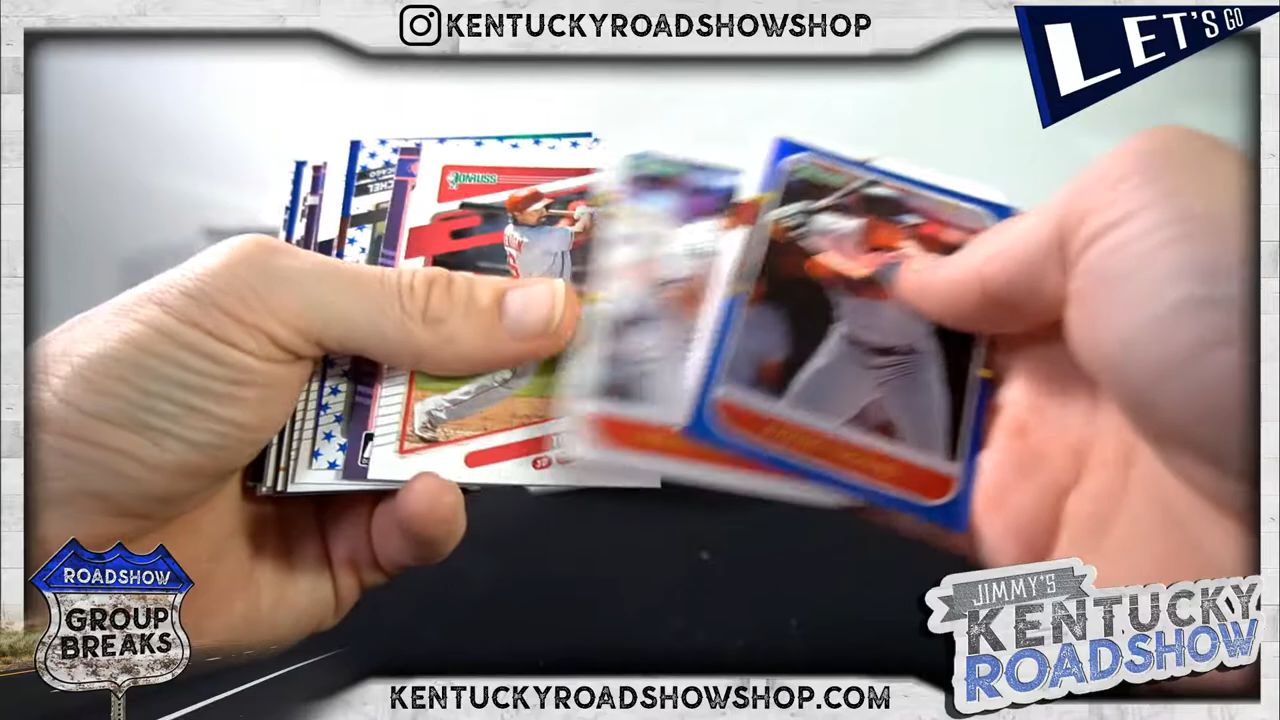 KENTUCKYROADSHOWSHOP
LET'S GO
DONRUSS
ROADSHOW
GROUP
BREAKS
JIMMY'S
KENTUCKY
ROADSHOW
KENTUCKYROADSHOWSHOP.COM